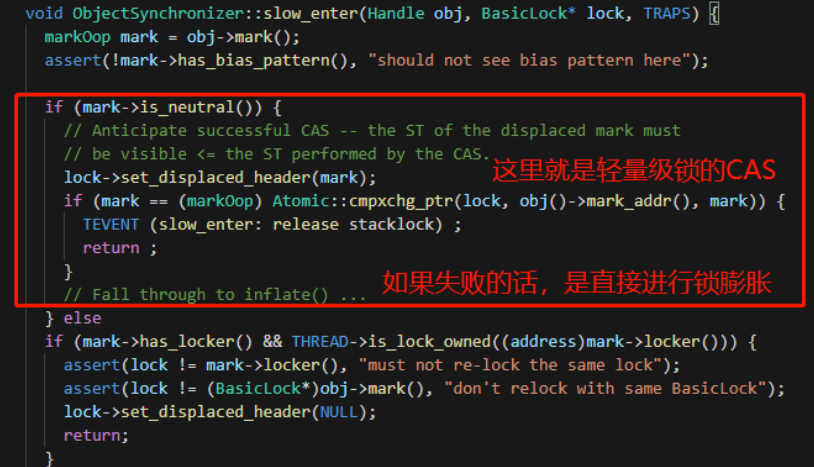 void ObjectSynchronizer::slow_enter(Handle obj, BasicLock* lock, TRAPS) {
markOop mark = obj->mark();
assert(!mark->has_bias_pattern(), "should not see bias pattern here");
if (mark->is_neutral()) {
// Anticipate successful CAS -- the ST of the displaced mark must
// be visible <= the ST performed by the CAS.
这里就是轻量级锁的CAS
lock->set_displaced_header(mark);
if (mark == (markOop) Atomic::cmpxchg_ptr(lock, obj()->mark_addr(), mark)) {
TEVENT (slow_enter: release stacklock) ;
return ;
}
如果失败的话，是直接进行锁膨胀
// Fall through to inflate() ...
} else
if (mark->has_locker() && THREAD->is_lock_owned((address)mark->locker())) {
assert(lock != mark->locker(), "must not re-lock the same lock");
assert(lock != (BasicLock*)obj->mark(), "don't relock with same BasicLock");
lock->set_displaced_header(NULL);
return;
}